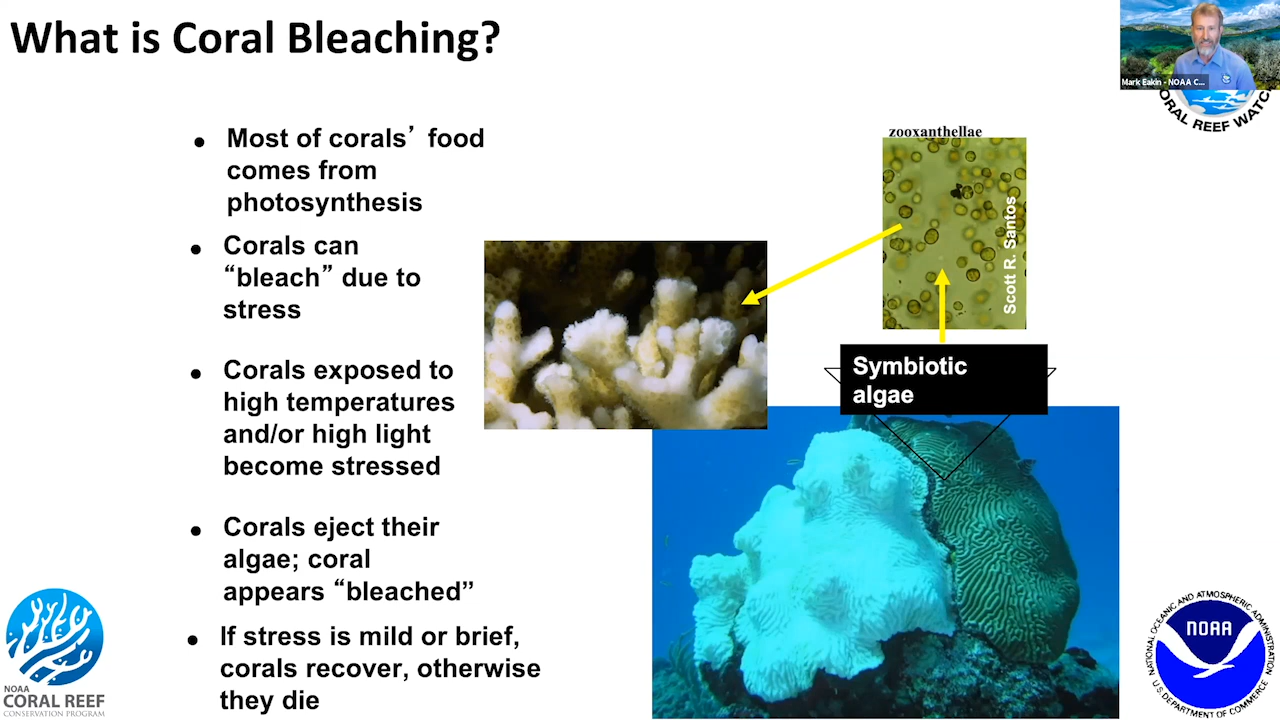 What is Coral Bleaching?
Mark Eakin - NOAA C...
ORAL REEF WATC
• Most of corals’ food
comes from
photosynthesis
• Corals can
“bleach” due to
stress
• Corals exposed to
high temperatures
and/or high light
become stressed
• Corals eject their
algae; coral
appears “bleached”
• If stress is mild or brief,
corals recover, otherwise
they die
zooxanthellae
Scott R. Santos
Symbiotic
algae
NOAA
CORAL REEF
CONSERVATION PROGRAM
NATIONAL OCEANIC AND ATMOSPHERIC ADMINISTRATION
NOAA
U.S. DEPARTMENT OF COMMERCE